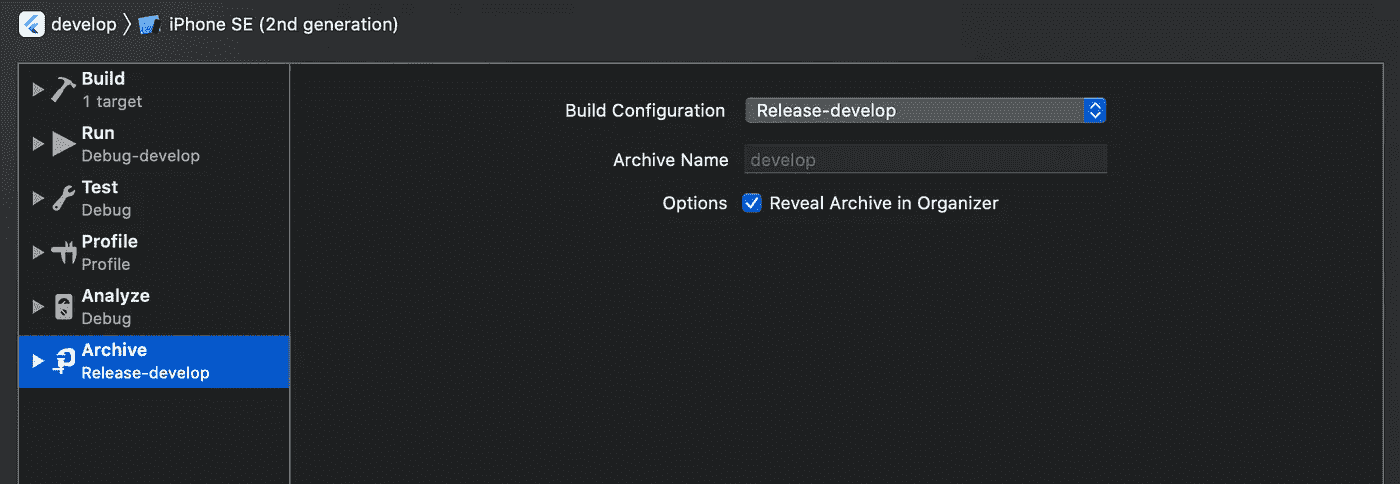 develop
iPhone SE (2nd generation)
Build
1 target
Run
Debug-develop
Test
Debug
Profile
Profile
Analyze
Debug
Archive
Release-develop
Build Configuration Release-develop
Archive Name develop
Options Reveal Archive in Organizer